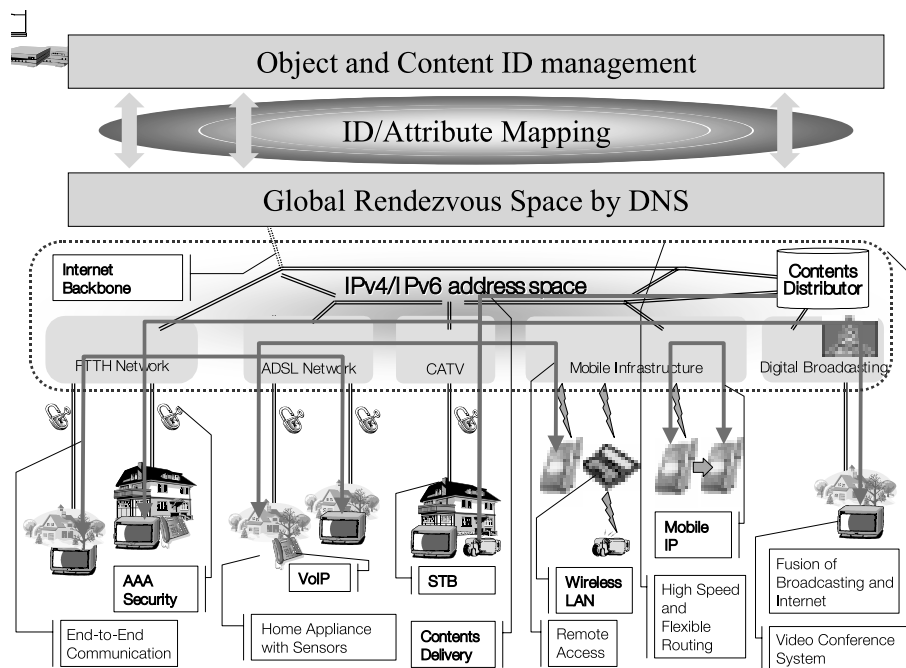 Object and Content ID management
ID/Attribute Mapping
Global Rendezvous Space by DNS
Internet
Backbone
IPv4/IPv6 address space
Contents
Distributor
FTTH Network
ADSL Network
CATV
Mobile Infrastructure
Digital Broadcasting
AAA
Security
VoIP
STB
Wireless
LAN
Mobile
IP
Fusion of
Broadcasting and
Internet
End-to-End
Communication
Home Appliance
with Sensors
Contents
Delivery
Remote
Access
High Speed
and
Flexible
Routing
Video Conference
System